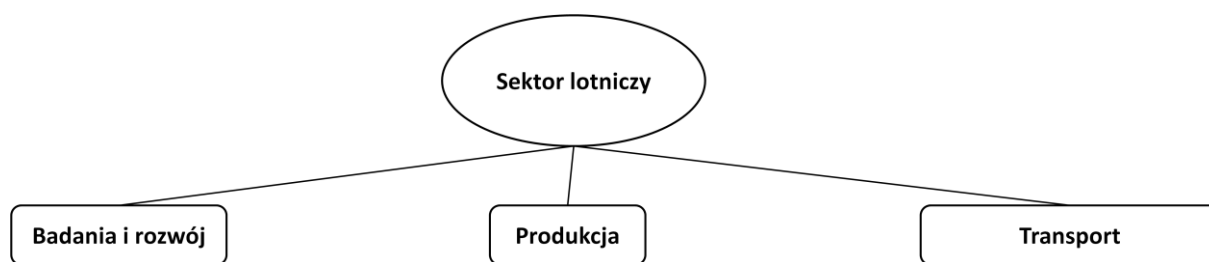 Sektor lotniczy
Badania i rozwój
Produkcja
Transport